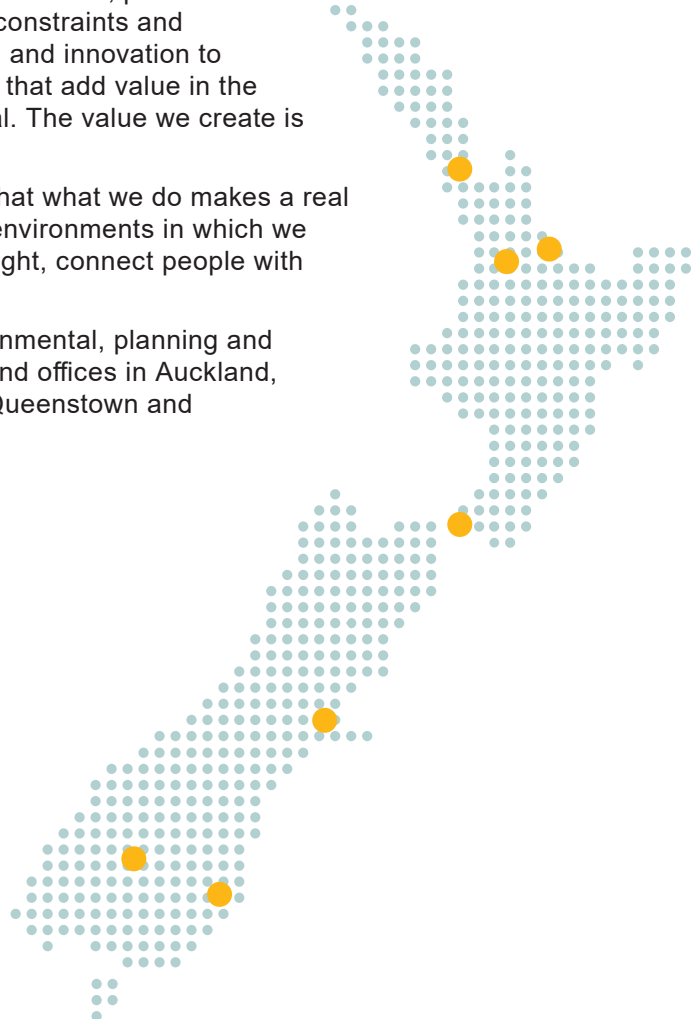 constraints and
and innovation to
that add value in the
The value we create is
hat what we do makes a real
environments in which we
ght, connect people with
nmental, planning and
nd offices in Auckland,
Queenstown and